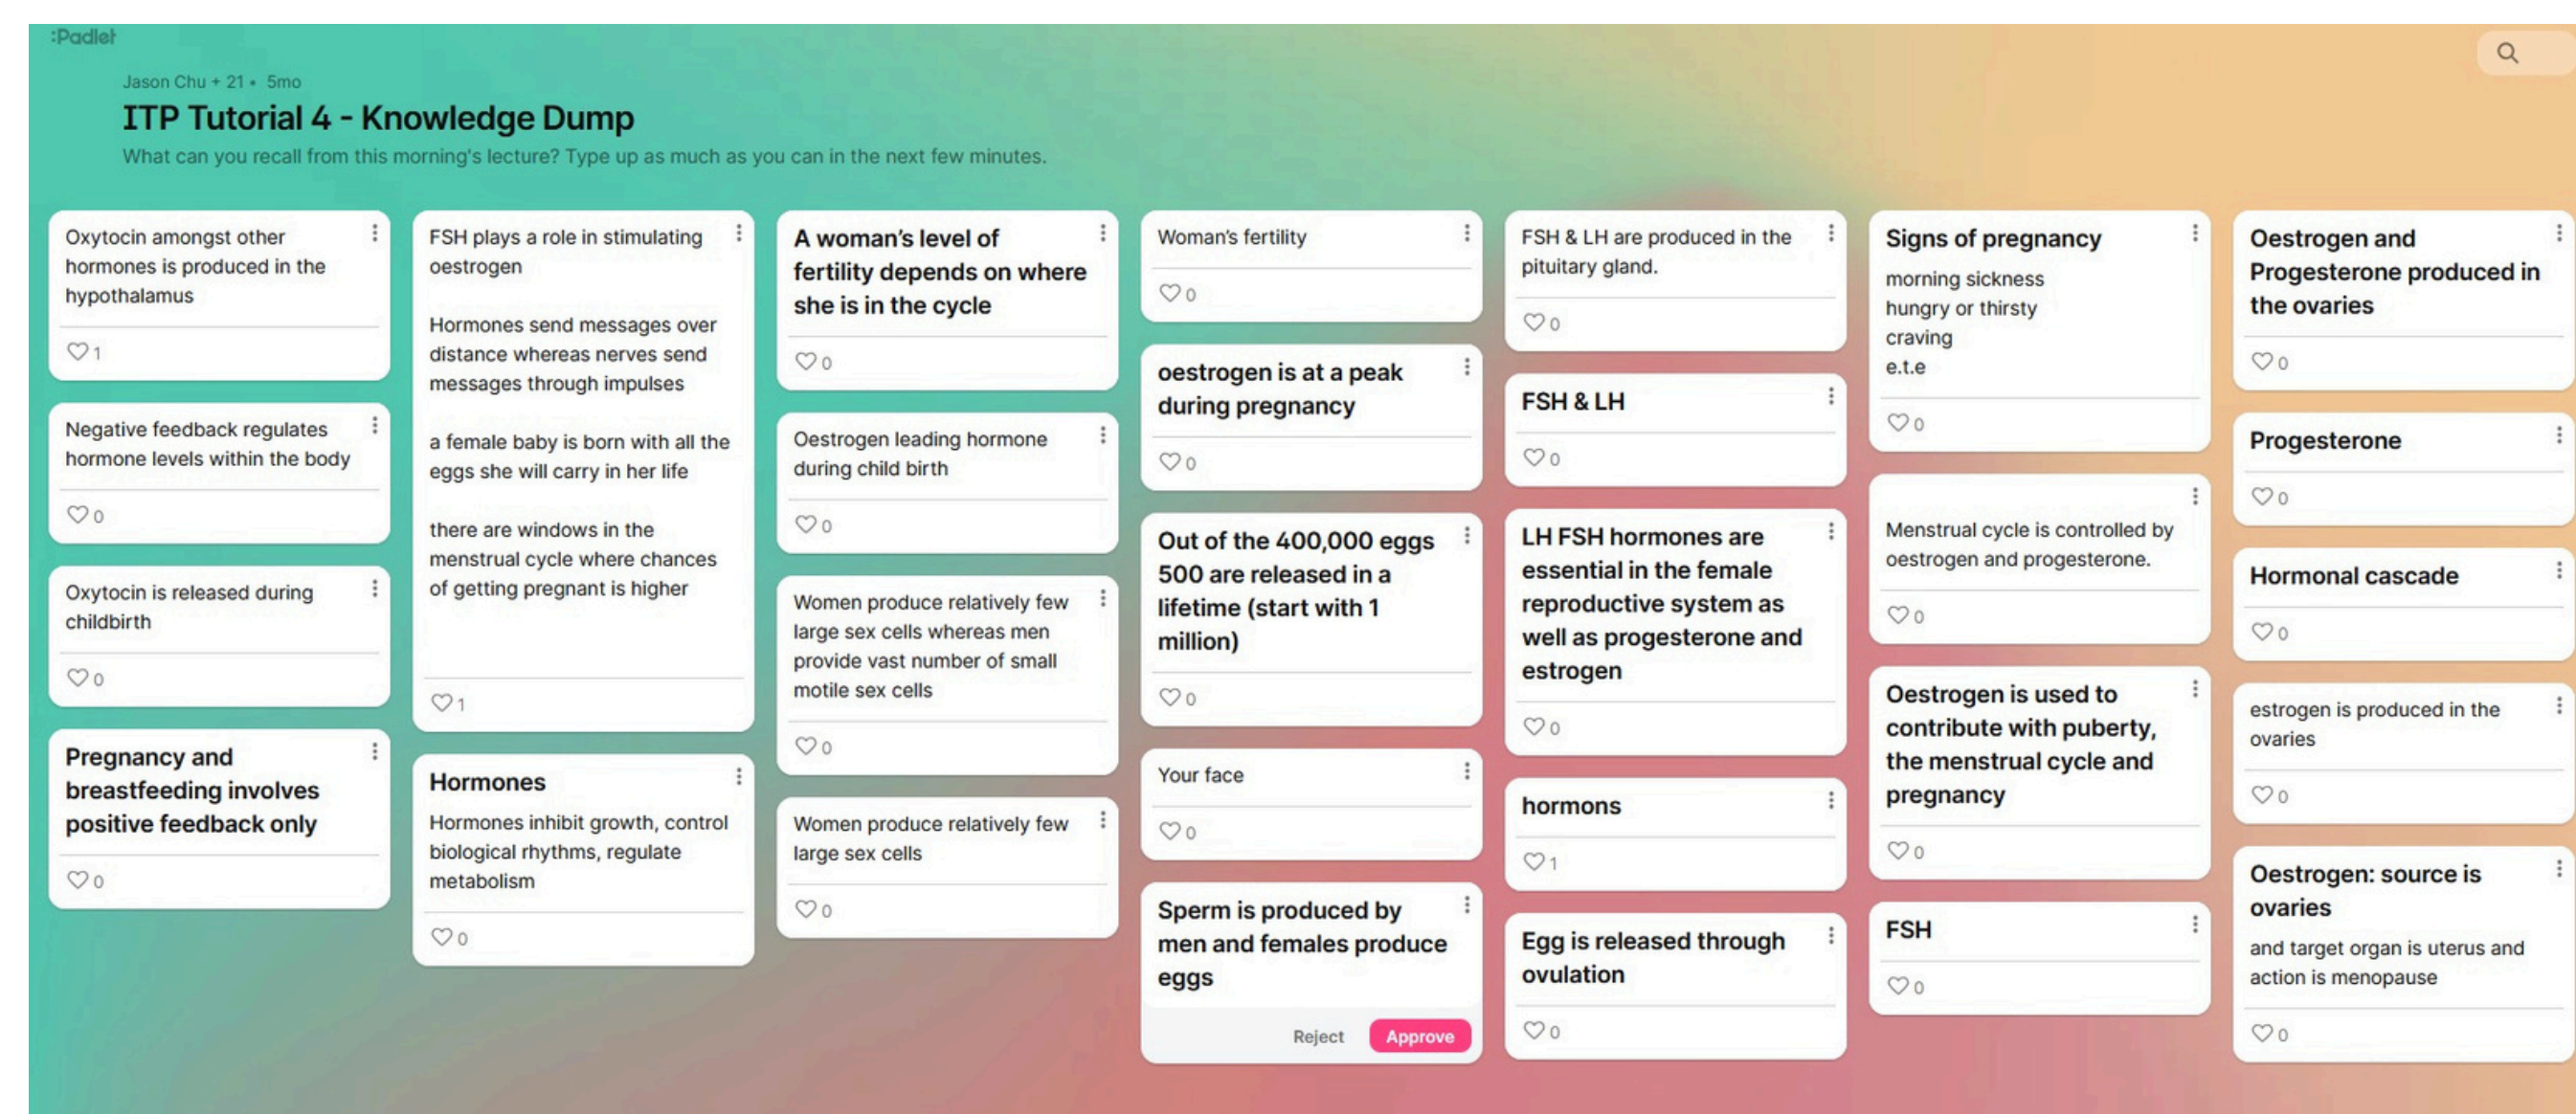 :Padlet
Jason Chu + 21 • 5mo
ITP Tutorial 4 - Knowledge Dump
What can you recall from this morning's lecture? Type up as much as you can in the next few minutes.
Oxytocin amongst other
hormones is produced in the
hypothalamus
1
Negative feedback regulates
hormone levels within the body
0
Oxytocin is released during
childbirth
0
Pregnancy and
breastfeeding involves
positive feedback only
0
FSH plays a role in stimulating
oestrogen
Hormones send messages over
distance whereas nerves send
messages through impulses
a female baby is born with all the
eggs she will carry in her life
there are windows in the
menstrual cycle where chances
of getting pregnant is higher
1
Hormones
Hormones inhibit growth, control
biological rhythms, regulate
metabolism
0
A woman’s level of
fertility depends on where
she is in the cycle
0
Oestrogen leading hormone
during child birth
0
Women produce relatively few
large sex cells whereas men
provide vast number of small
motile sex cells
0
Women produce relatively few
large sex cells
0
Woman's fertility
0
oestrogen is at a peak
during pregnancy
0
Out of the 400,000 eggs
500 are released in a
lifetime (start with 1
million)
0
Your face
0
Sperm is produced by
men and females produce
eggs
Reject Approve
FSH & LH are produced in the
pituitary gland.
0
FSH & LH
0
LH FSH hormones are
essential in the female
reproductive system as
well as progesterone and
estrogen
0
hormons
1
Egg is released through
ovulation
0
Signs of pregnancy
morning sickness
hungry or thirsty
craving
e.t.e
0
Menstrual cycle is controlled by
oestrogen and progesterone.
0
Oestrogen is used to
contribute with puberty,
the menstrual cycle and
pregnancy
0
FSH
0
Oestrogen and
Progesterone produced in
the ovaries
0
Progesterone
0
Hormonal cascade
0
estrogen is produced in the
ovaries
0
Oestrogen: source is
ovaries
and target organ is uterus and
action is menopause
0